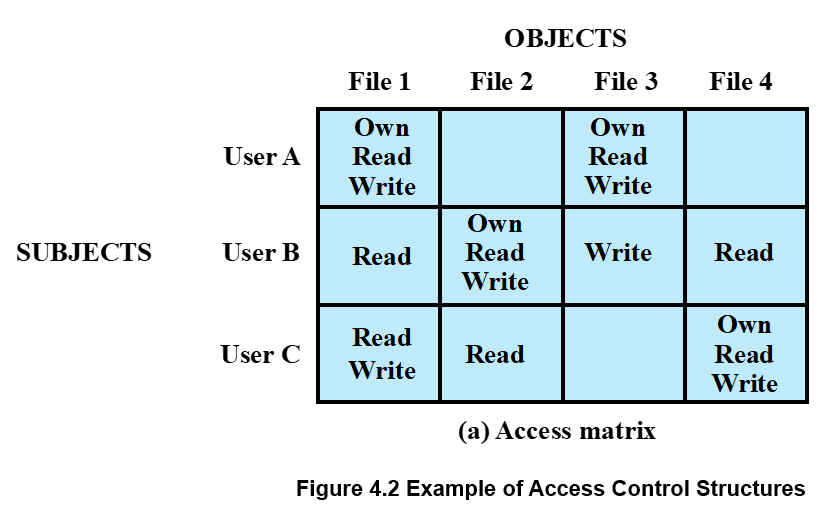 OBJECTS
File 1 File 2 File 3 File 4
User A
Own
Read
Write
Own
Read
Write
SUBJECTS
User B
Read
Own
Read
Write
Write
Read
User C
Read
Write
Read
Own
Read
Write
(a) Access matrix
Figure 4.2 Example of Access Control Structures